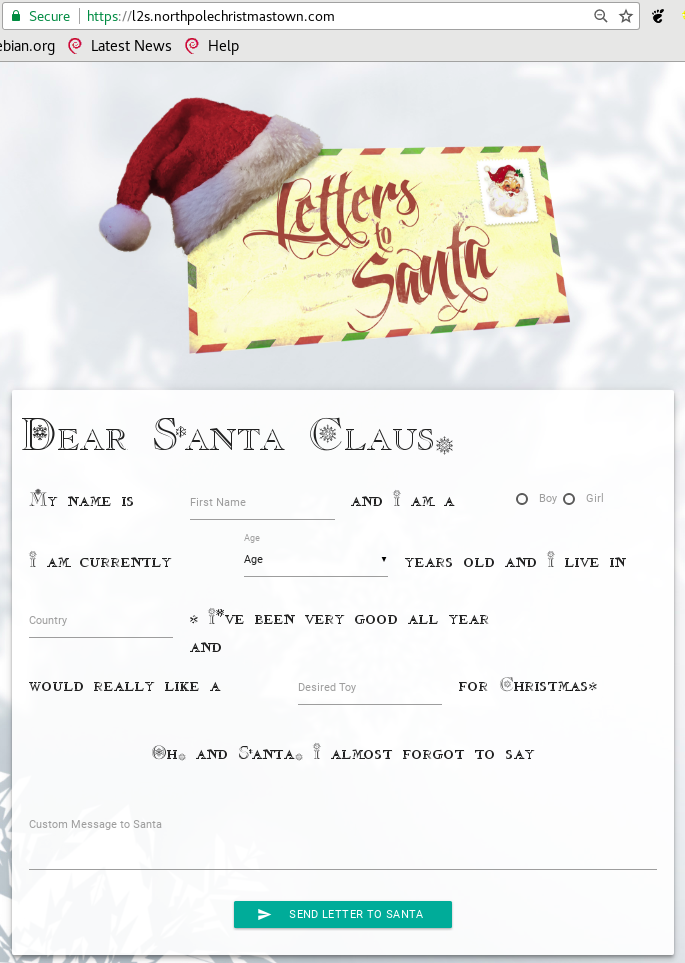 Secure https://l2s.northpolechristmastown.com
ebian.org Latest News Help
Letters
to
Santa
Dear Santa Claus,
My name is First Name and I am a Boy Girl
Age
I am currently Age years old and I live in
Country . I've been very good all year
and
would really like a Desired Toy for Christmas.
Oh, and Santa, I almost forgot to say
Custom Message to Santa
SEND LETTER TO SANTA